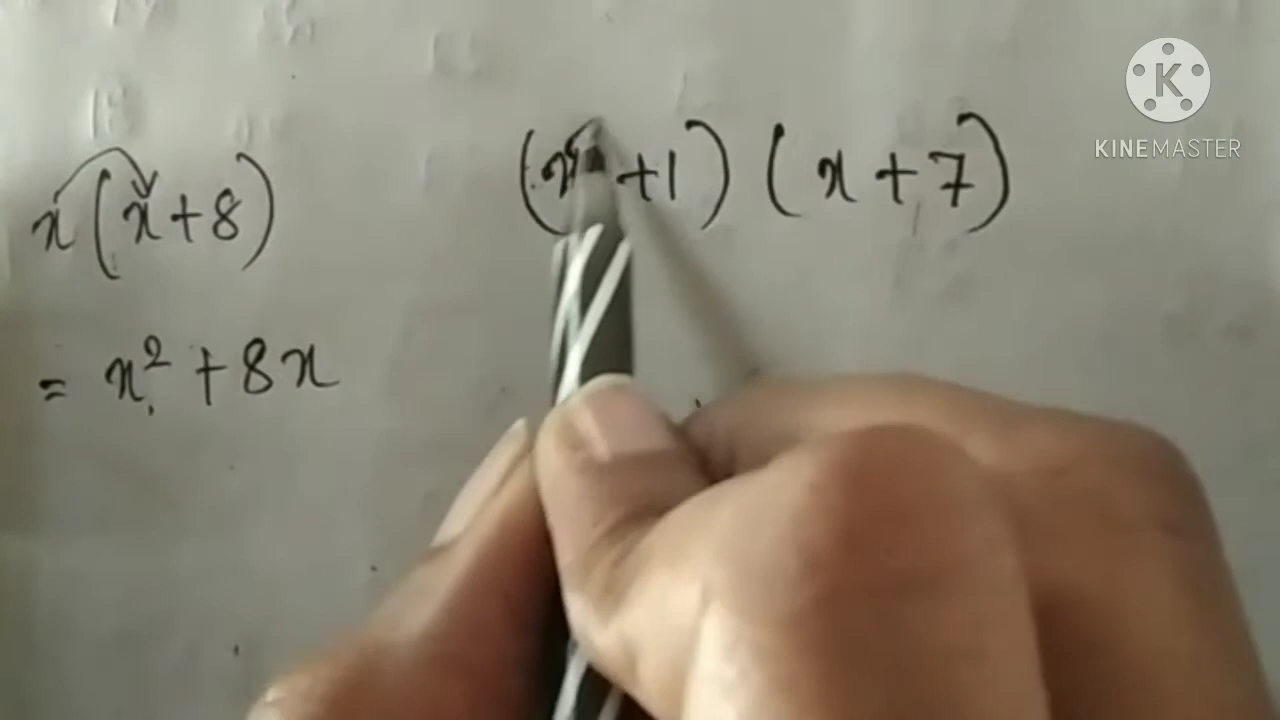 x(x+8)
= x² + 8x
(x+1) (x+7)
K
KINEMASTER